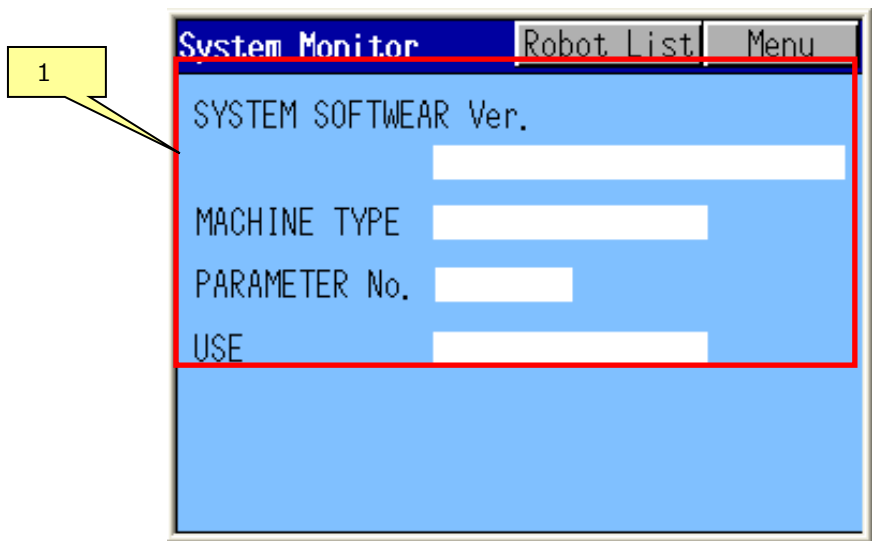 System Monitor Robot List Menu
1
SYSTEM SOFTWEAR Ver.
MACHINE TYPE
PARAMETER No.
USE